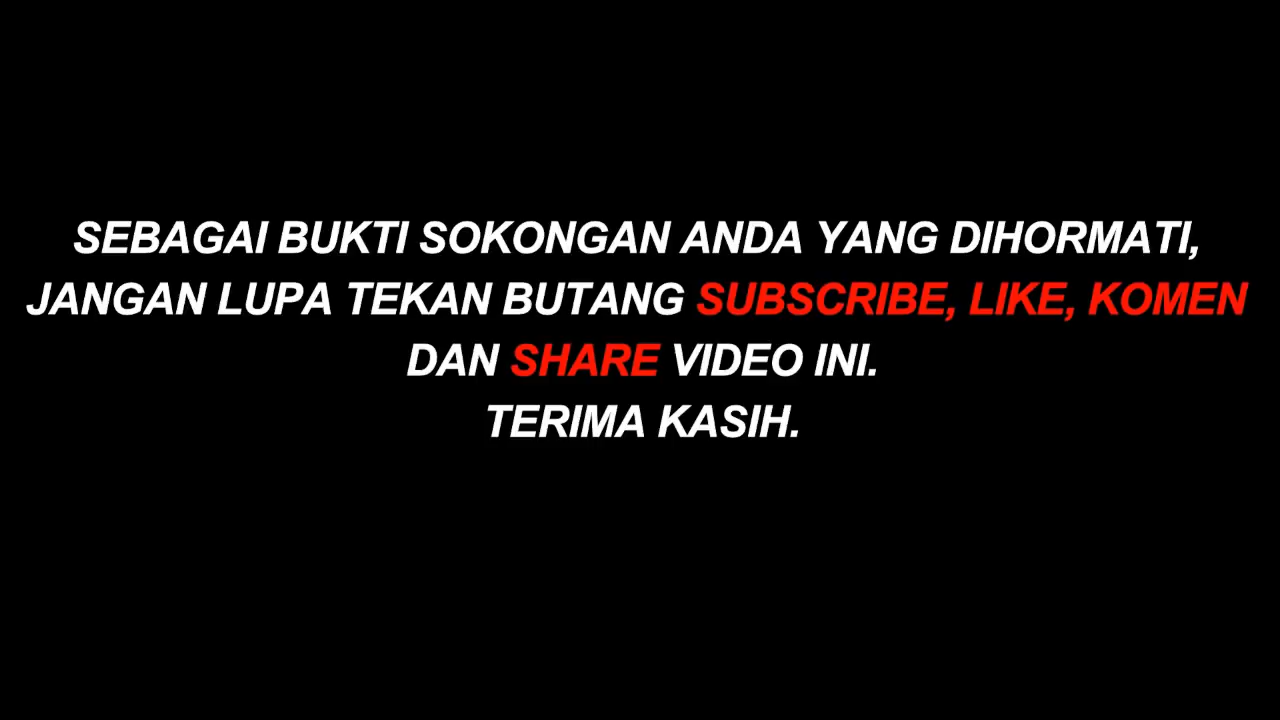 SEBAGAI BUKTI SOKONGAN ANDA YANG DIHORMATI,
JANGAN LUPA TEKAN BUTANG SUBSCRIBE, LIKE, KOMEN
DAN SHARE VIDEO INI.
TERIMA KASIH.